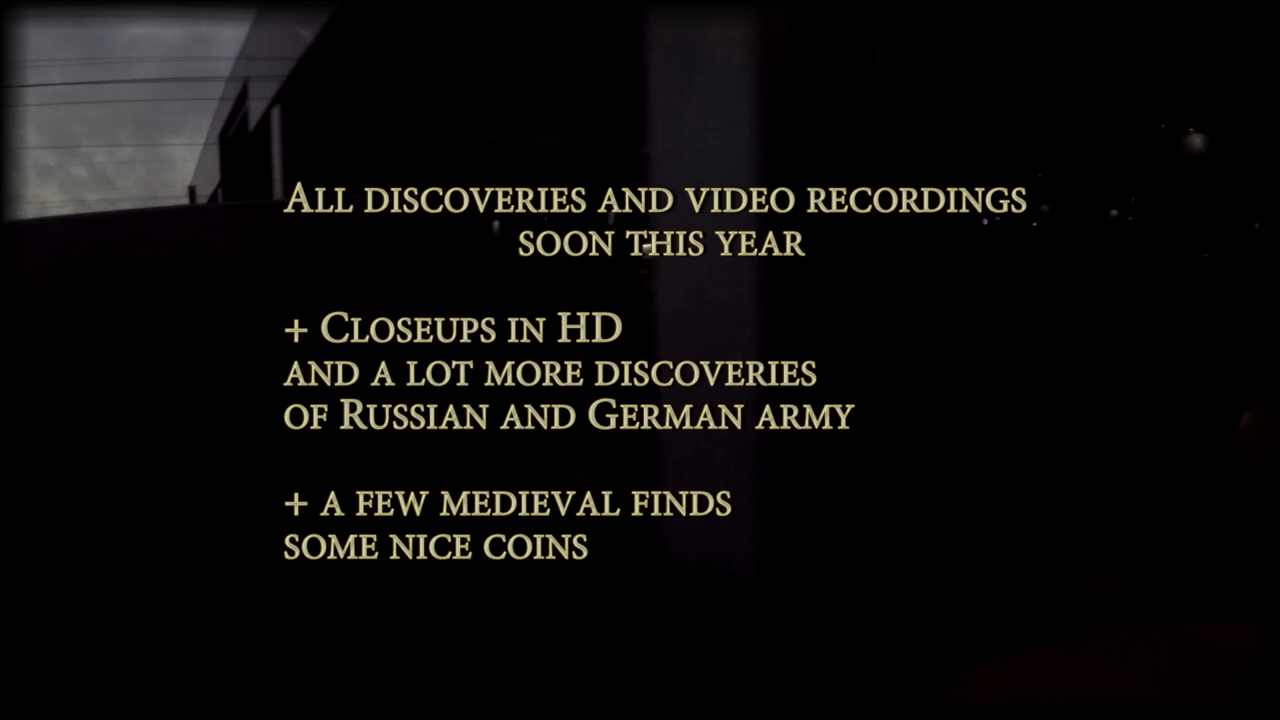 All discoveries and video recordings
soon this year
+ Closeups in HD
and a lot more discoveries
of Russian and German army
+ a few medieval finds
some nice coins